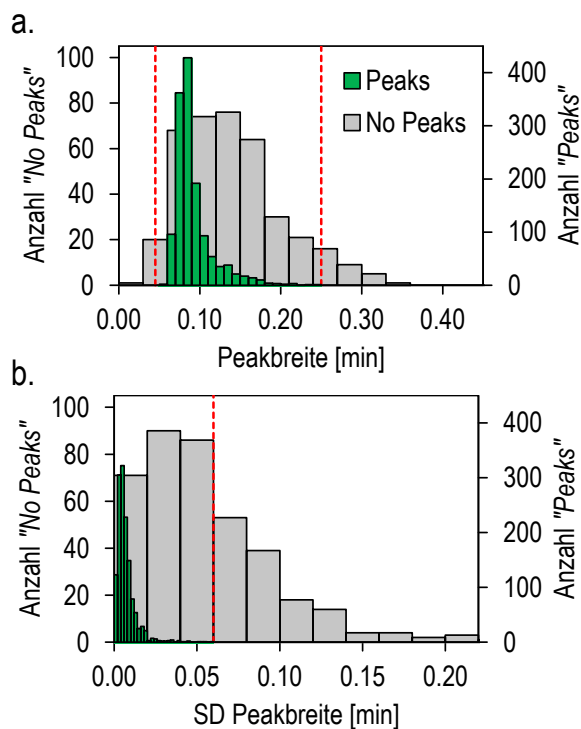 a.
Anzahl "No Peaks"
100
80
60
40
20
0
Peaks
No Peaks
400
300
200
100
0
Anzahl "Peaks"
0.00 0.10 0.20 0.30 0.40
Peakbreite [min]
b.
Anzahl "No Peaks"
100
80
60
40
20
0
400
300
200
100
0
Anzahl "Peaks"
0.00 0.05 0.10 0.15 0.20
SD Peakbreite [min]